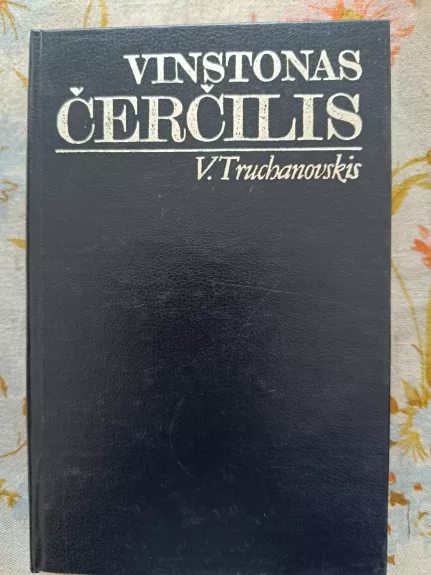 VINSTONAS
ČERČILIS
V. Truchanovskis